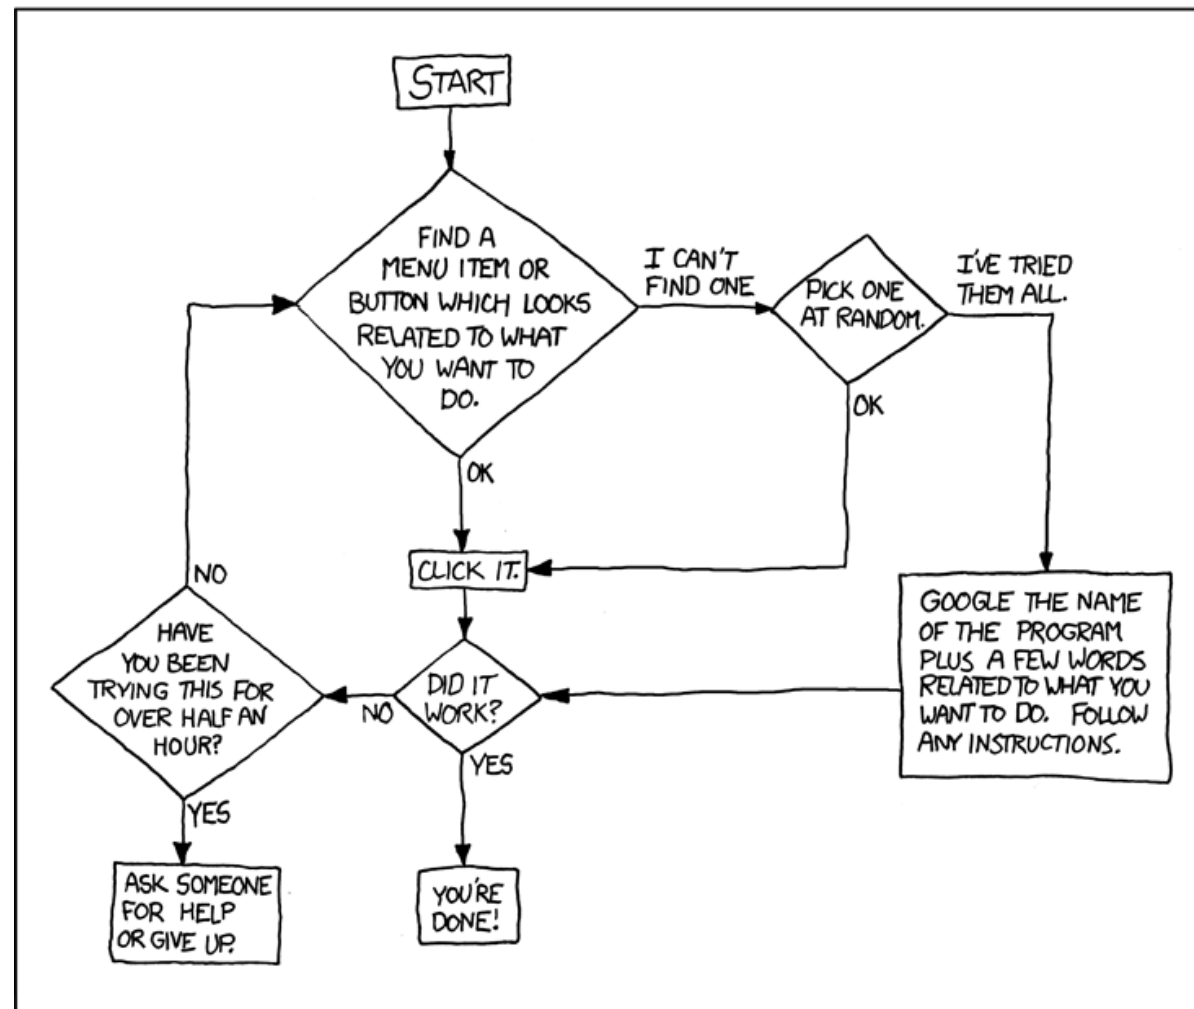 START
FIND A
MENU ITEM OR
BUTTON WHICH LOOKS
RELATED TO WHAT
YOU WANT TO
DO.
I CAN'T
FIND ONE
PICK ONE
AT RANDOM.
I'VE TRIED
THEM ALL.
OK
OK
CLICK IT.
NO
HAVE
YOU BEEN
TRYING THIS FOR
OVER HALF AN
HOUR?
NO
DID IT
WORK?
GOOGLE THE NAME
OF THE PROGRAM
PLUS A FEW WORDS
RELATED TO WHAT YOU
WANT TO DO. FOLLOW
ANY INSTRUCTIONS.
YES
YES
ASK SOMEONE
FOR HELP
OR GIVE UP.
YOU'RE
DONE!